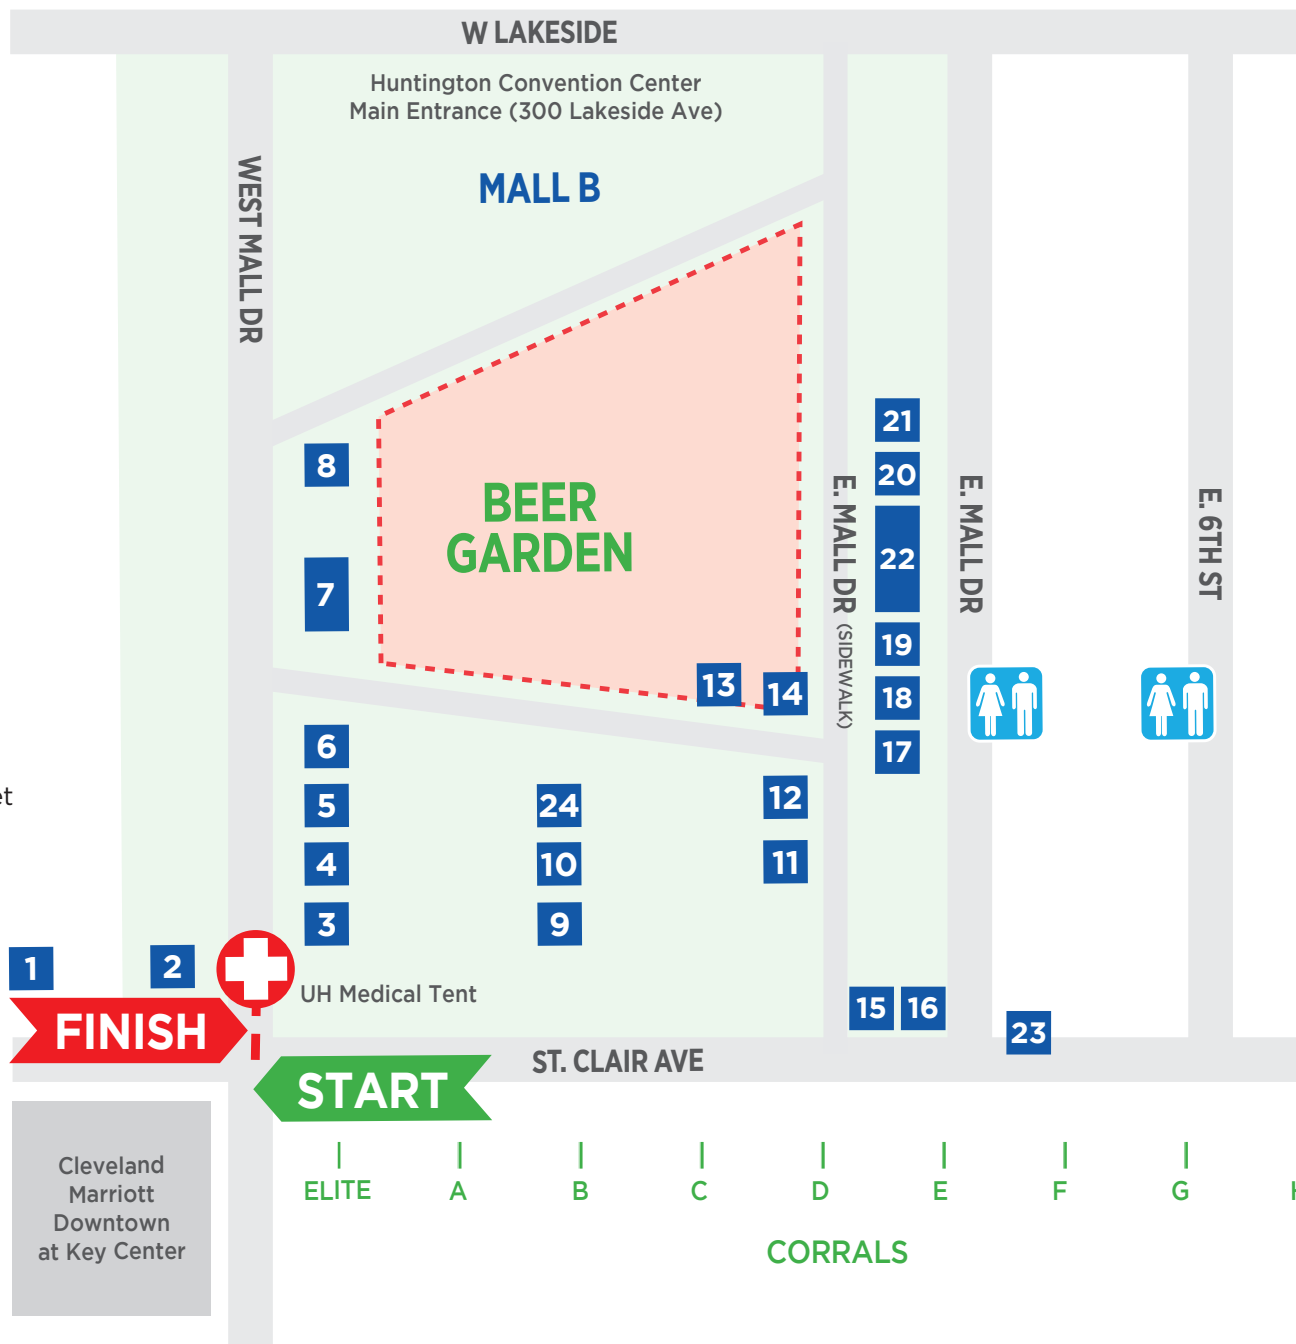 W LAKESIDE
Huntington Convention Center
Main Entrance (300 Lakeside Ave)
MALL B
WEST MALL DR
BEER
GARDEN
8
7
21
20
22
19
18
17
E. MALL DR (SIDEWALK)
E. MALL DR
E. 6TH ST
13
14
6
5
4
3
24
10
9
12
11
1
2
UH Medical Tent
15
16
23
FINISH
ST. CLAIR AVE
START
Cleveland
Marriott
Downtown
at Key Center
ELITE A B C D E F G
CORRALS